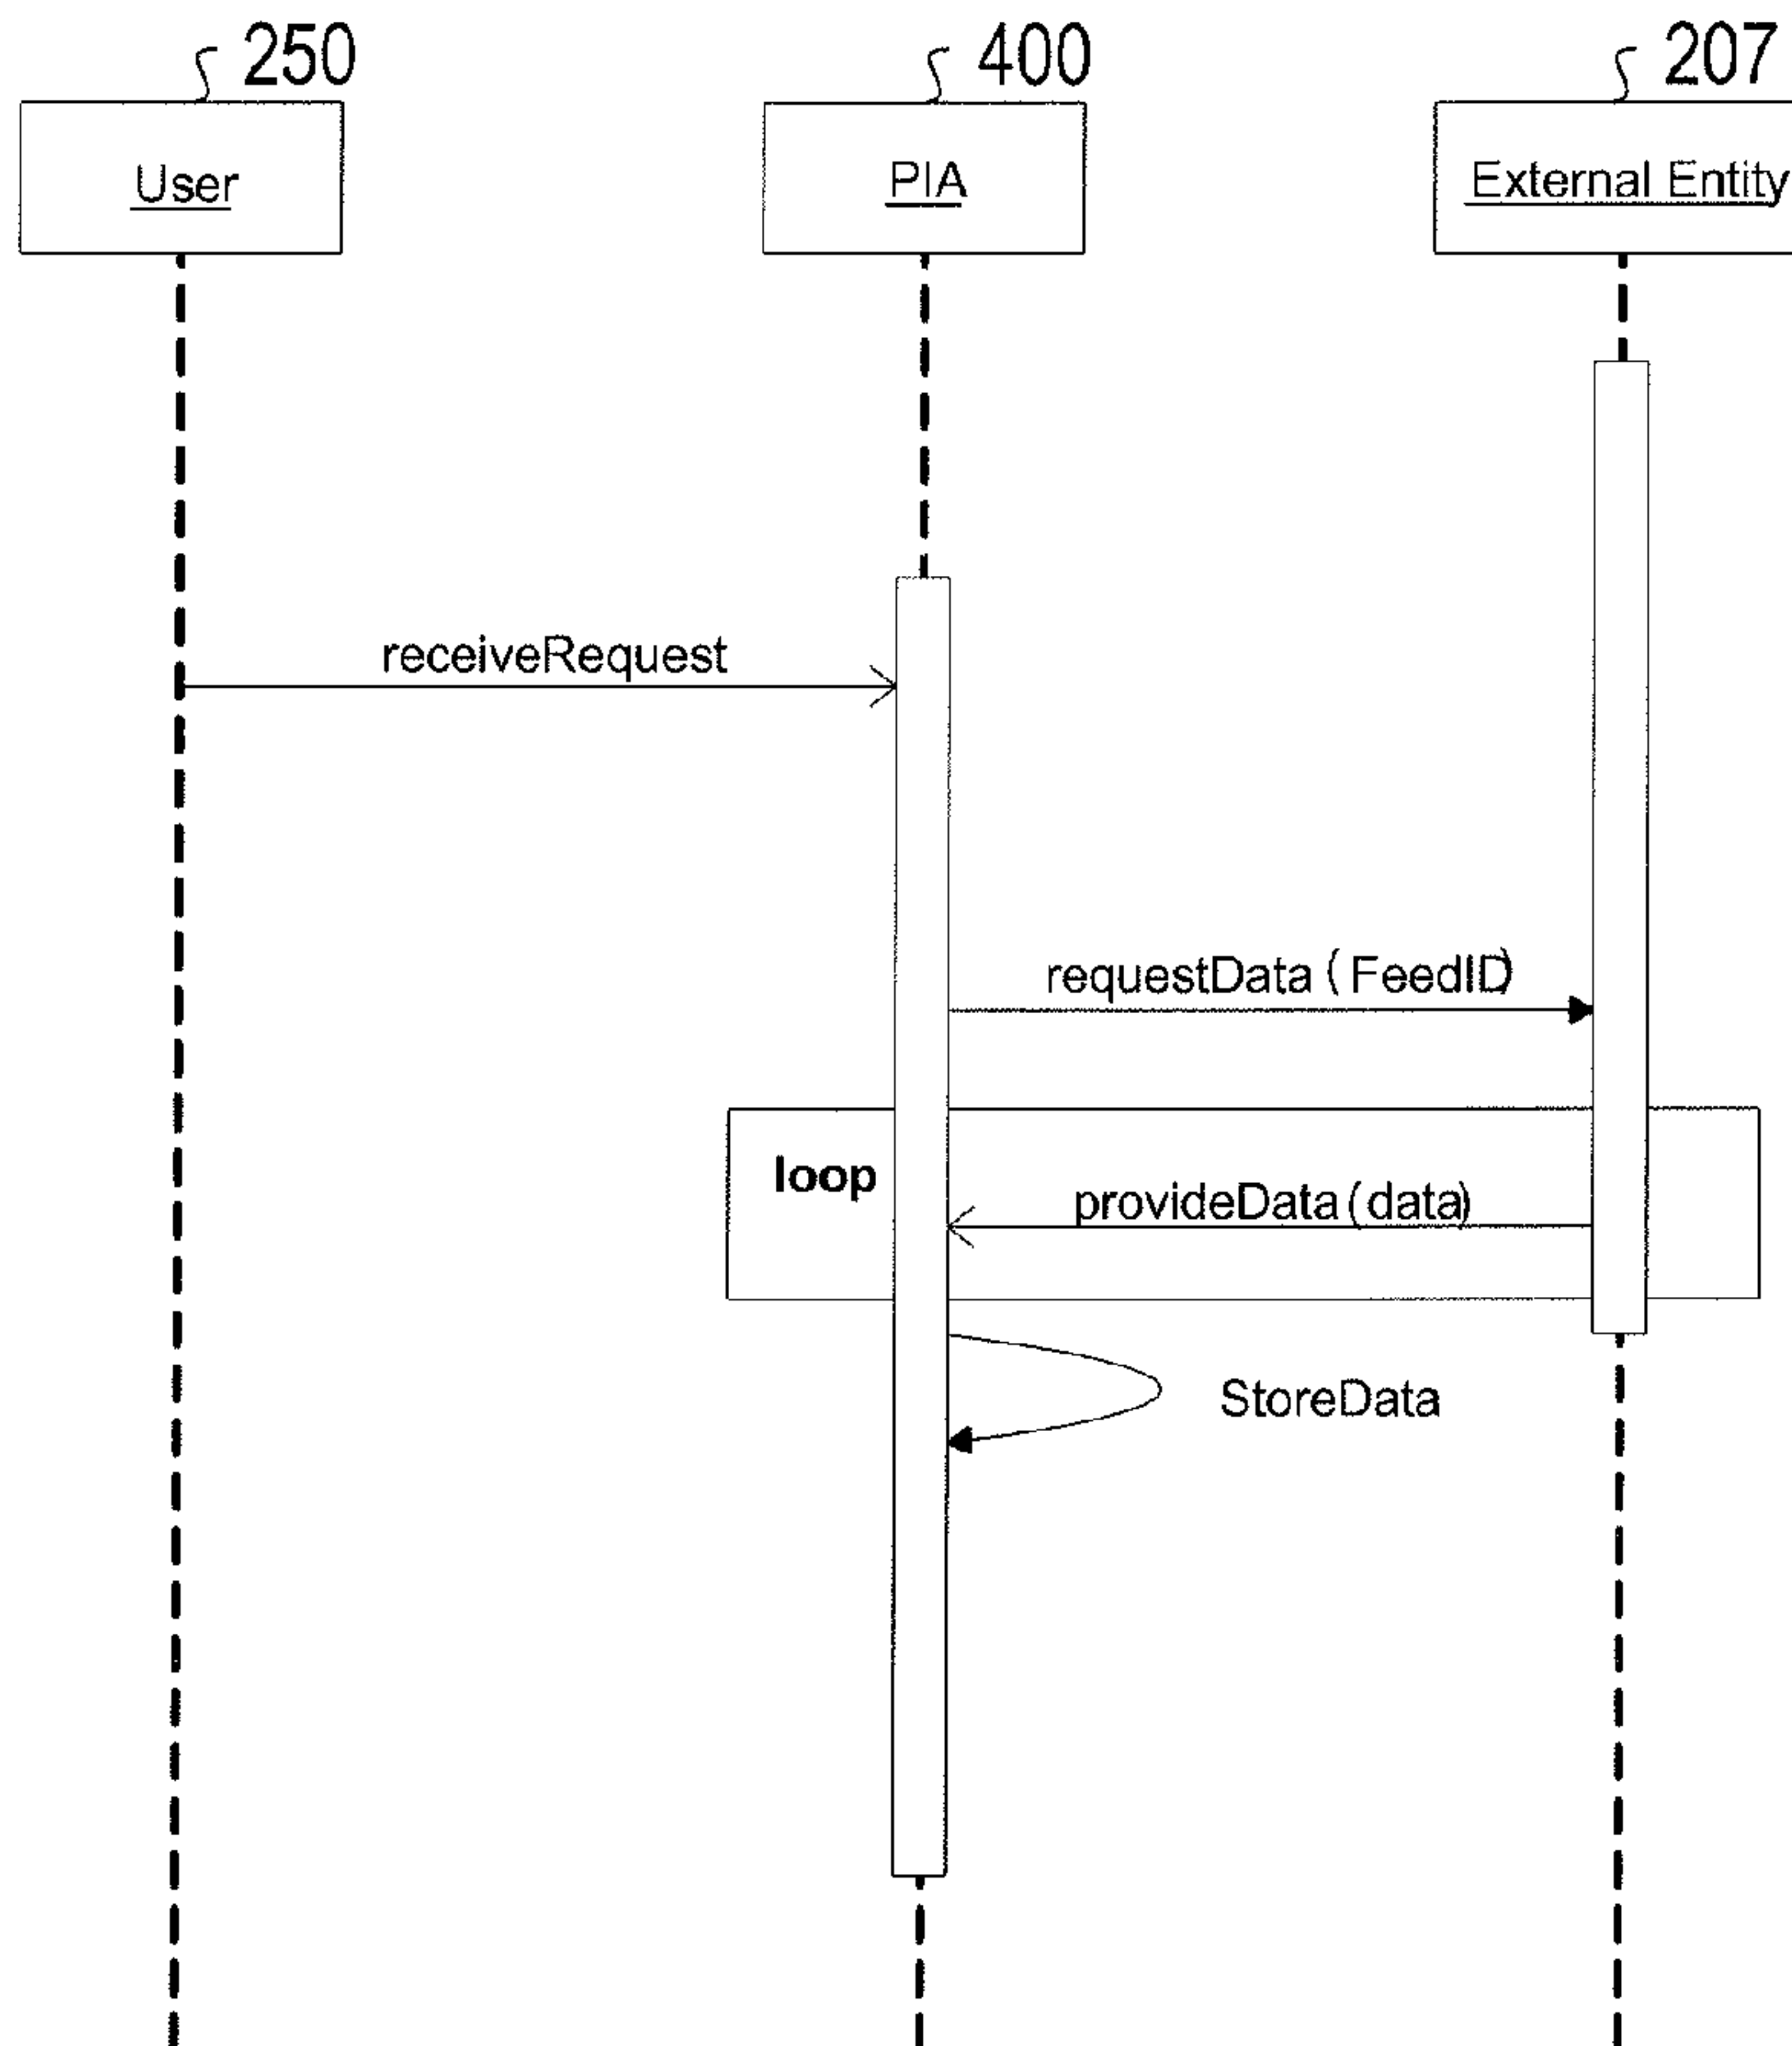 250
400
207
User
PIA
External Entity
receiveRequest
requestData (FeedID)
loop
provideData (data)
StoreData